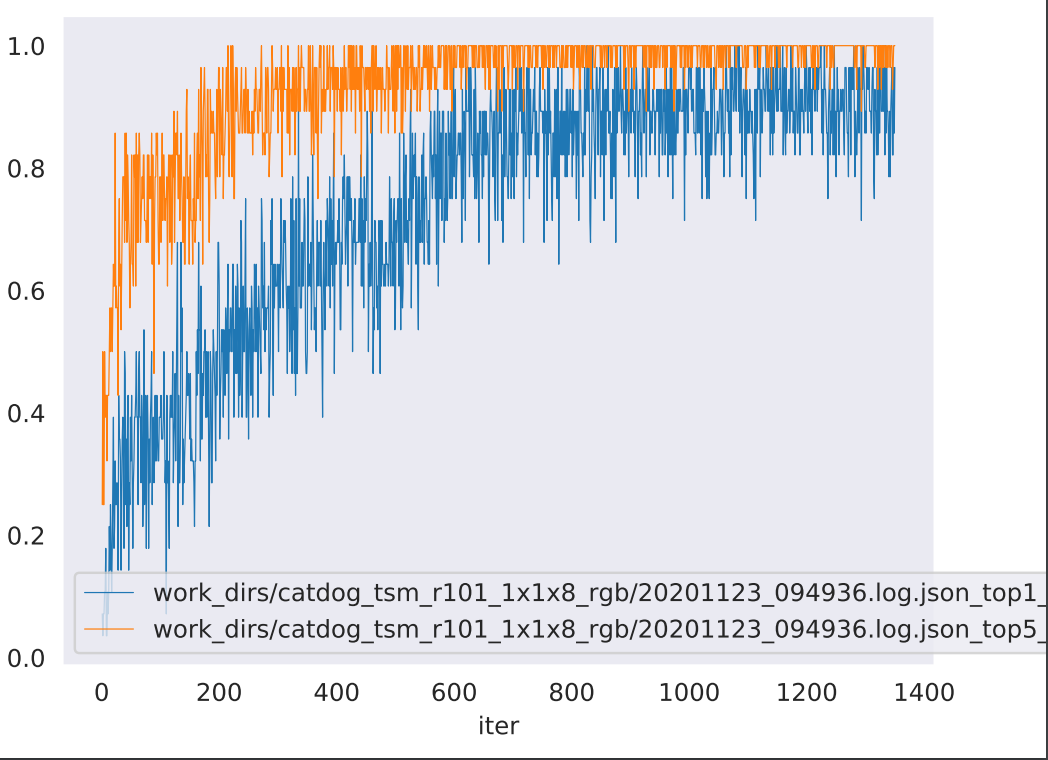 1.0
0.8
0.6
0.4
0.2
0.0
work_dirs/catdog_tsm_r101_1x1x8_rgb/20201123_094936.log.json_top1_
work_dirs/catdog_tsm_r101_1x1x8_rgb/20201123_094936.log.json_top5_
0 200 400 600 800 1000 1200 1400
iter